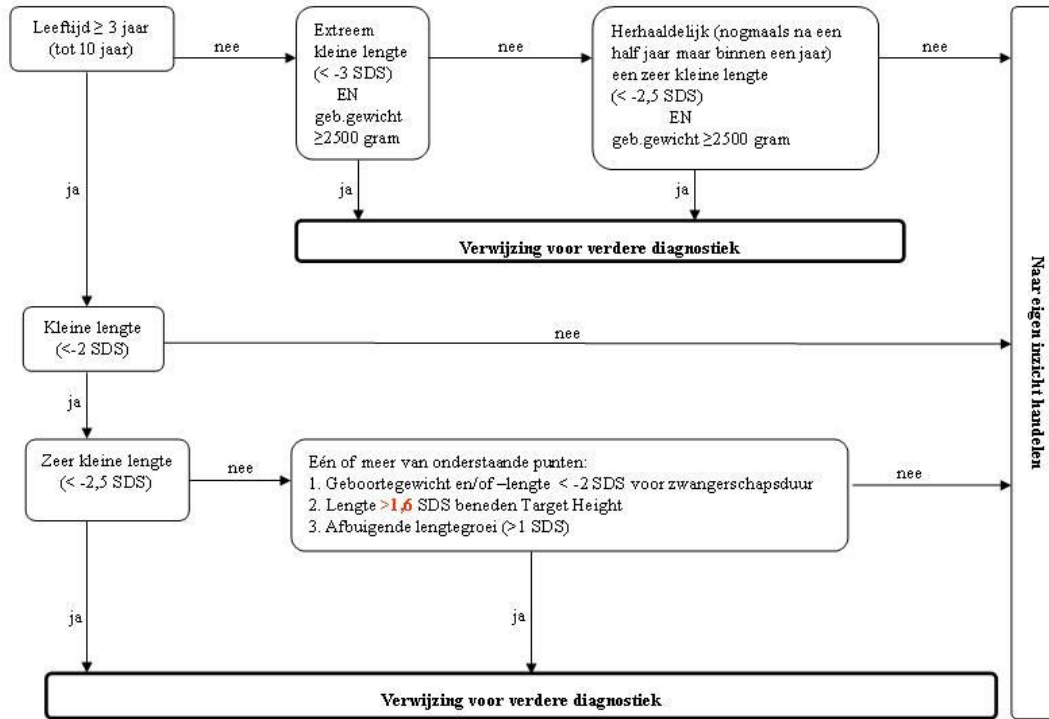 Leeftijd ≥ 3 jaar
(tot 10 jaar)
nee
Extreem
kleine lengte
(< -3 SDS)
EN
geb.gewicht
≥2500 gram
nee
Herhaaldelijk (nogmaals na een
half jaar maar binnen een jaar)
een zeer kleine lengte
(< -2,5 SDS)
EN
geb.gewicht ≥2500 gram
nee
ja
ja
ja
Verwijzing voor verdere diagnostiek
Naar eigen inzicht handelen
Kleine lengte
(<-2 SDS)
nee
ja
Zeer kleine lengte
(< -2,5 SDS)
nee
Eén of meer van onderstaande punten:
1. Geboortegewicht en/of –lengte < -2 SDS voor zwangerschapsduur
2. Lengte >1,6 SDS beneden Target Height
3. Afbuigende lengtegroei (>1 SDS)
nee
ja
ja
Verwijzing voor verdere diagnostiek